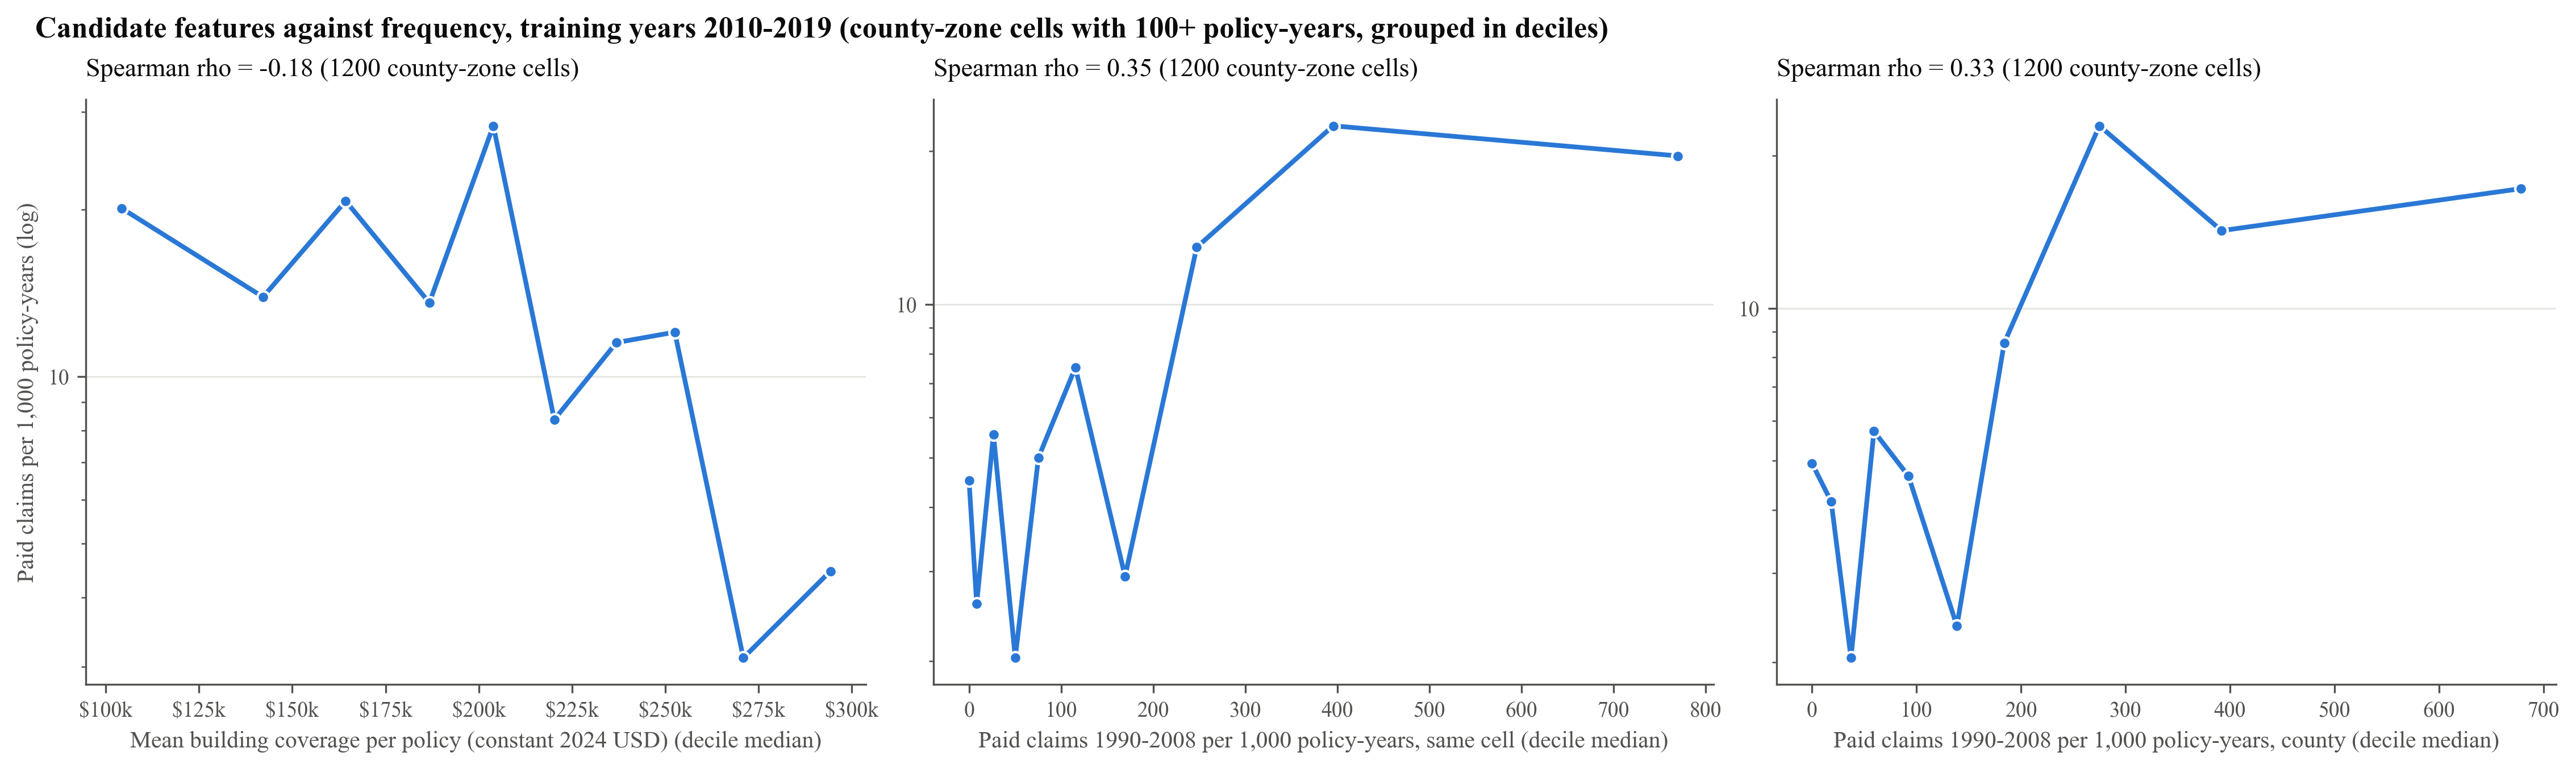 Candidate features against frequency, training years 2010-2019 (county-zone cells with 100+ policy-years, grouped in deciles)
Spearman rho = -0.18 (1200 county-zone cells)
Paid claims per 1,000 policy-years (log)
10
$100k $125k $150k $175k $200k $225k $250k $275k $300k
Mean building coverage per policy (constant 2024 USD) (decile median)
Spearman rho = 0.35 (1200 county-zone cells)
10
0 100 200 300 400 500 600 700 800
Paid claims 1990-2008 per 1,000 policy-years, same cell (decile median)
Spearman rho = 0.33 (1200 county-zone cells)
10
0 100 200 300 400 500 600 700
Paid claims 1990-2008 per 1,000 policy-years, county (decile median)